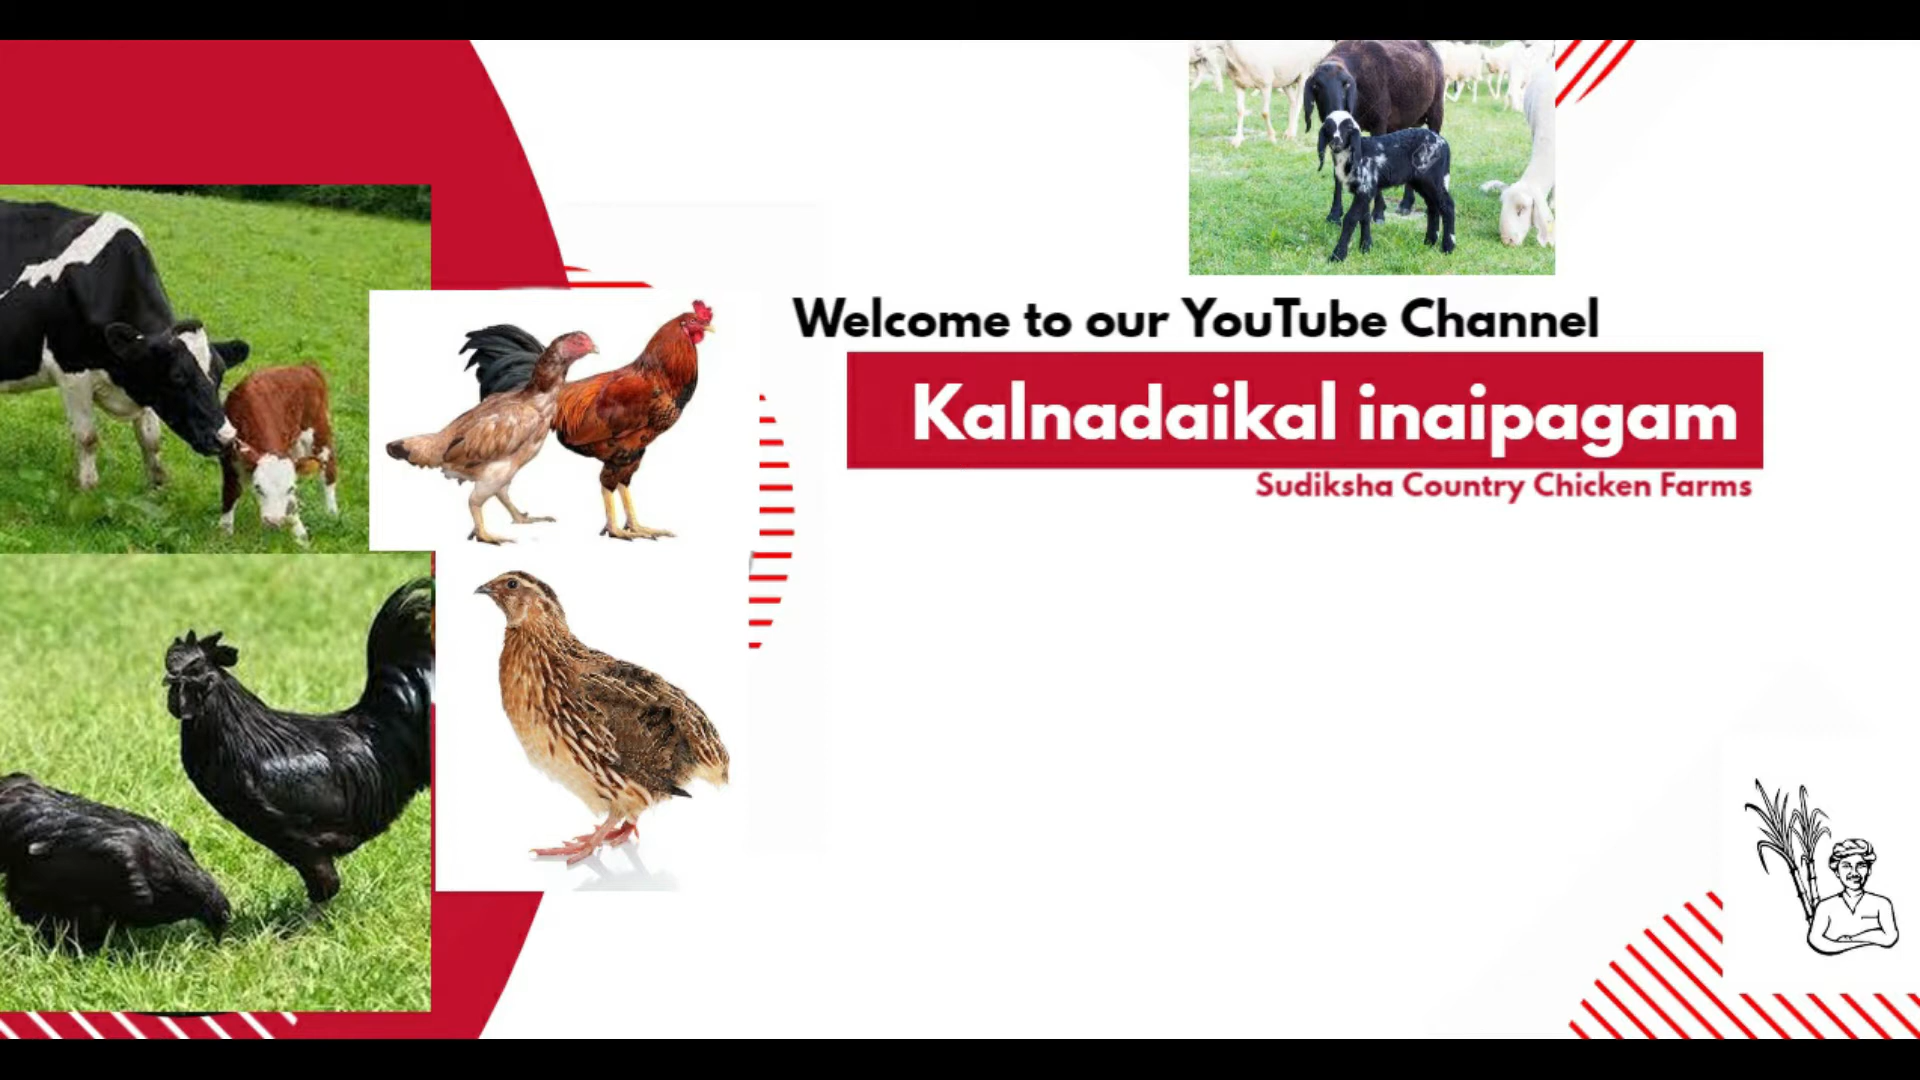 Welcome to our YouTube Channel
Kalnadaikal inaipagam
Sudiksha Country Chicken Farms